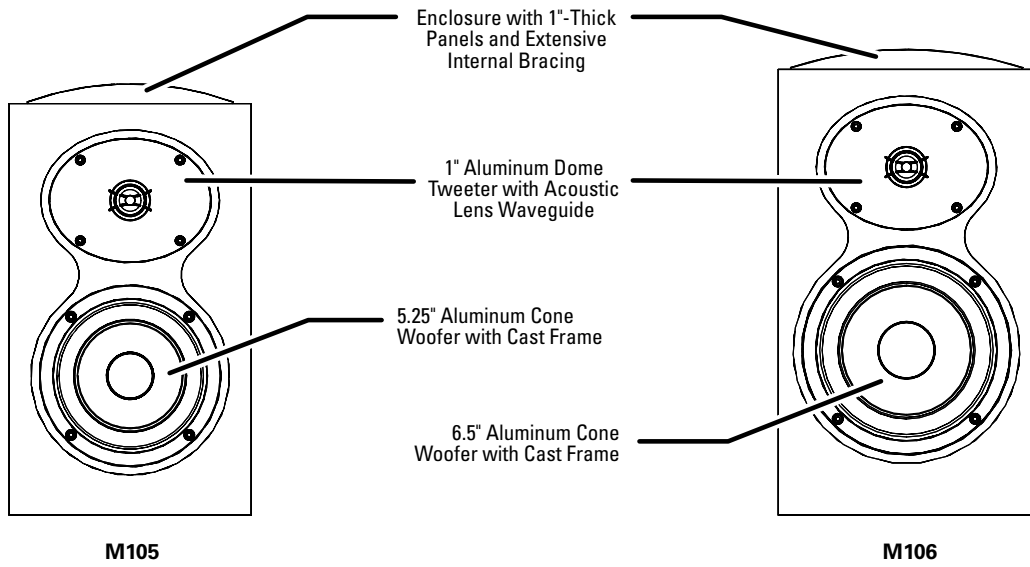 Enclosure with 1"-Thick
Panels and Extensive
Internal Bracing
1" Aluminum Dome
Tweeter with Acoustic
Lens Waveguide
5.25" Aluminum Cone
Woofer with Cast Frame
6.5" Aluminum Cone
Woofer with Cast Frame
M105
M106